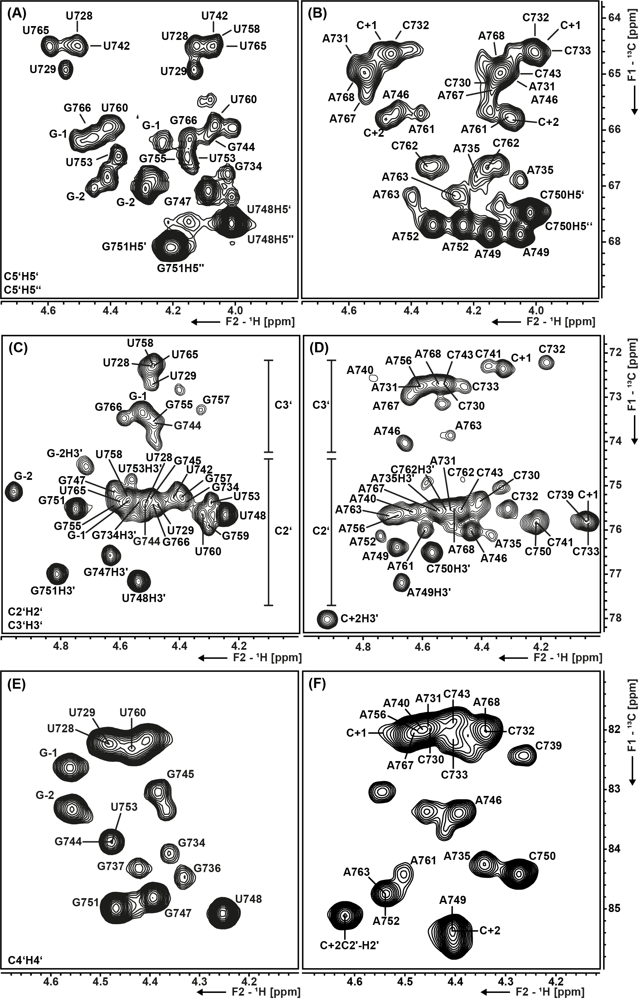 (A)
U728
U765
U742
U729
U742
U728
U758
U765
U729
G766
U760
G-1
U753
G-2
G-1
G766
U760
G755
U753
G744
G734
G-2
G747
U748H5‘
U748H5"
G751H5'
G751H5"
C5‘H5‘
C5‘H5‘‘
4.6
4.4
4.2
4.0
F2 - ¹H [ppm]
(B)
C+1
C732
A731
A768
A767
C732
C+1
A768
C733
C743
C730
A731
A767
A746
A746
C+2
A761
A761
C+2
C762
A735
C762
A763
A735
A763
C750H5‘
C750H5‘‘
A752
A752
A749
A749
4.6
4.4
4.2
4.0
F2 - ¹H [ppm]
64
65
66
67
68
F1 - ¹³C [ppm]
(C)
U758
U728
U765
U729
G-1
G766
G755
G757
G744
C3‘
G-2H3'
U758
U728
G745
U753H3'
U742
G-2
G747
G757
U765
G734
G751
U753
U748
G755
G-1
G734H3'
U729
G759
G744
G766
U760
C2‘
G747H3'
G751H3'
U748H3'
C2‘H2‘
C3‘H3‘
4.8
4.6
4.4
4.2
F2 - ¹H [ppm]
(D)
C732
A768
C743
C741
C+1
A756
A740
A731
C733
A767
C730
C3‘
A746
A763
A731
C762H3'
C762
C743
C730
A735H3'
A767
A740
C732
C739
C+1
A763
A756
C2‘
A752
A735
C741
A749
A768
C750
C733
A761
A746
C750H3'
A749H3'
C+2H3'
4.8
4.6
4.4
4.2
F2 - ¹H [ppm]
72
73
74
75
76
77
78
F1 - ¹³C [ppm]
(E)
U729
U760
U728
G-1
G745
G-2
U753
G744
G734
G737
G736
G751
G747
U748
C4‘H4‘
4.6
4.5
4.4
4.3
4.2
F2 - ¹H [ppm]
(F)
C743
A731
A740
A768
A756
C+1
C732
C739
A767
C730
C733
A746
A735
C750
A761
A763
A749
A752
C+2
C+2C2'-H2'
4.6
4.5
4.4
4.3
4.2
F2 - ¹H [ppm]
82
83
84
85
F1 - ¹³C [ppm]